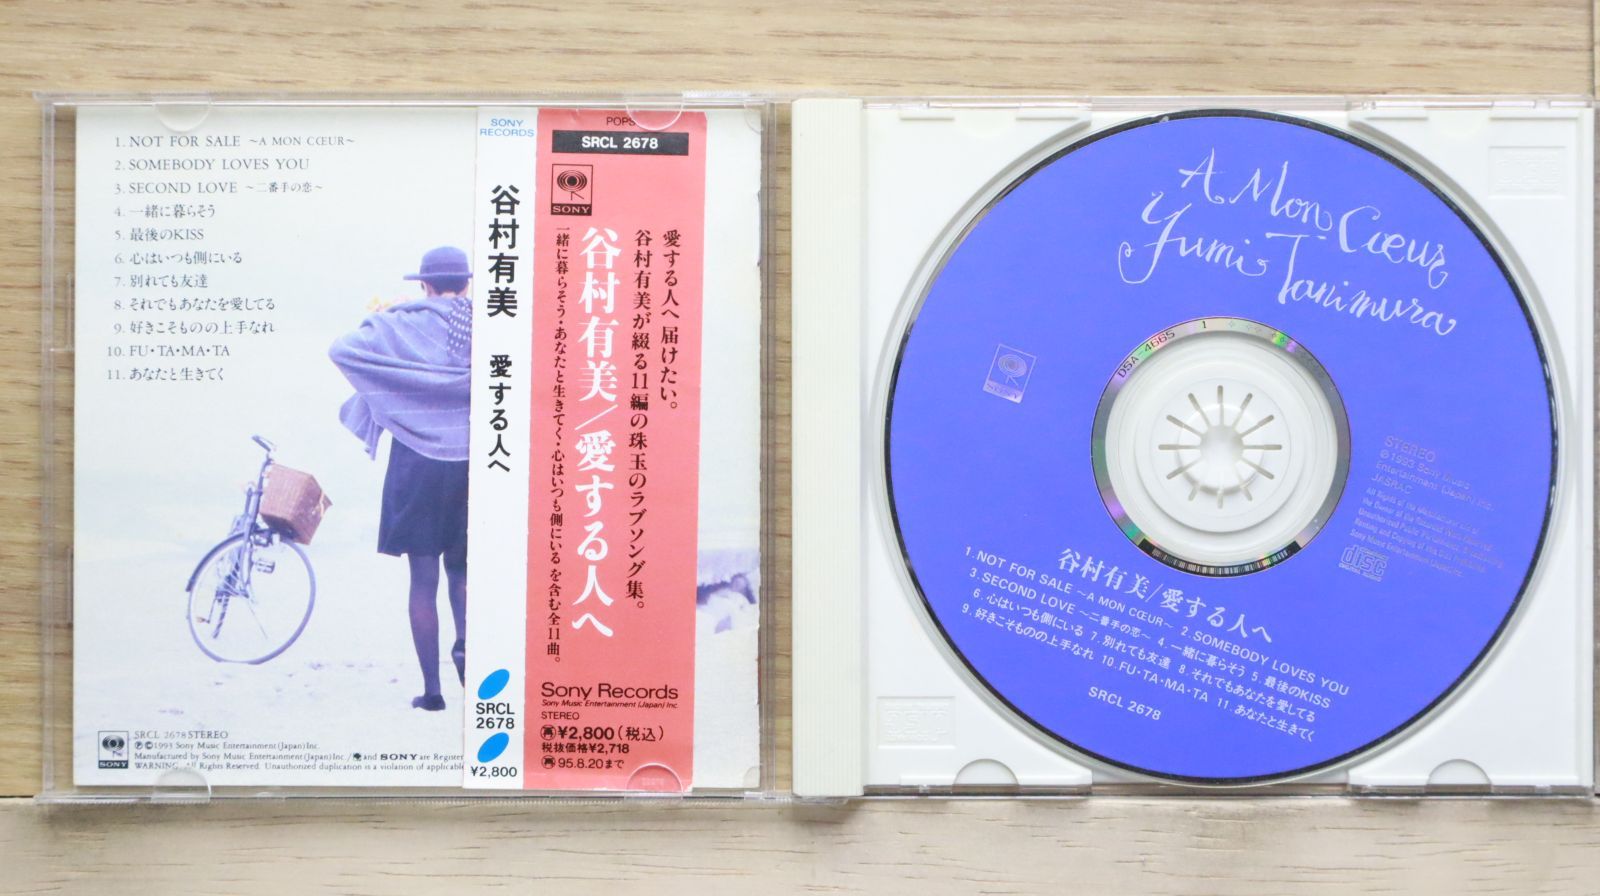 1. NOT FOR SALE ～A MON CŒUR～
2. SOMEBODY LOVES YOU
3. SECOND LOVE ～二番手の恋～
4. 一緒に暮らそう
5. 最後のKISS
6. 心はいつも側にいる
7. 別れても友達
8. それでもあなたを愛してる
9. 好きこそものの上手なれ
10. FU・TA・MA・TA
11. あなたと生きてく
SONY
SRCL 2678 STEREO
Ⓟ©1993 Sony Music Entertainment (Japan) Inc.
Manufactured by Sony Music Entertainment (Japan) Inc./ and SONY are Register
WARNING: All Rights Reserved. Unauthorized duplication is a violation of applicable
SONY
RECORDS
谷村有美 愛する人へ
SRCL
2678
¥2,800
POPS
SRCL 2678
SONY
愛する人へ 届けたい。
谷村有美が綴る11編の珠玉のラブソング集。
谷村有美/愛する人へ
一緒に暮らそう・あなたと生きてく・心はいつも側にいる を含む全11曲。
Sony Records
Sony Music Entertainment (Japan) Inc.
STEREO
再¥2,800(税込)
税抜価格¥2,718
再95.8.20まで
A Mon Cœur
Yumi Tanimura
DSA-4665 1
SONY
STEREO
Ⓟ1993 Sony Music
Entertainment (Japan) Inc.
JASRAC
disc
谷村有美/愛する人へ
1. NOT FOR SALE ～A MON CŒUR～ 2. SOMEBODY LOVES YOU
3. SECOND LOVE ～二番手の恋～ 4. 一緒に暮らそう 5. 最後のKISS
6. 心はいつも側にいる 7. 別れても友達 8. それでもあなたを愛してる
9. 好きこそものの上手なれ 10. FU・TA・MA・TA 11. あなたと生きてく
SRCL 2678